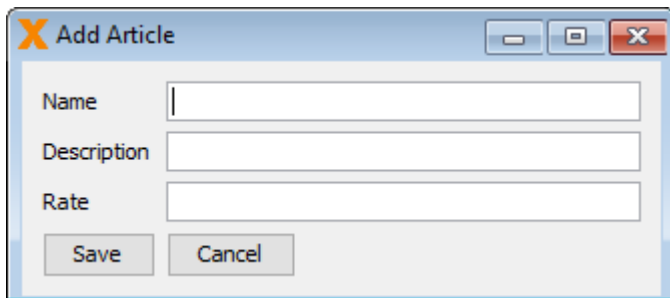 Add Article
Name
Description
Rate
Save Cancel